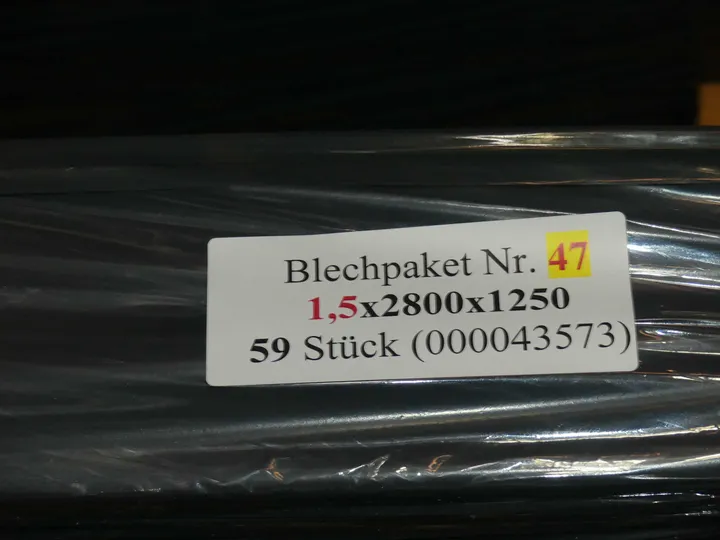 Blechpaket Nr. 47
1,5x2800x1250
59 Stück (000043573)